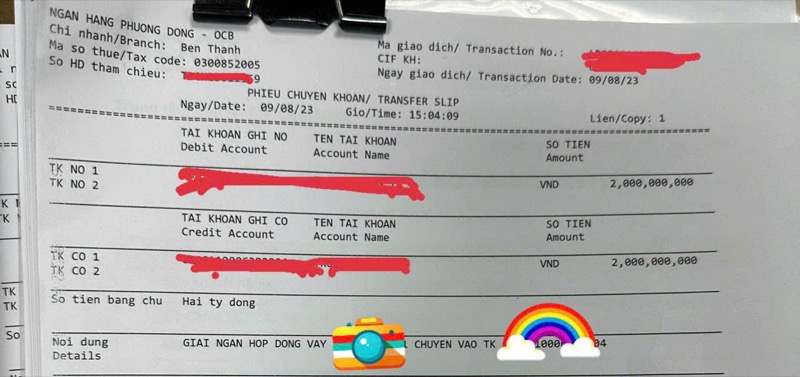 NGAN HANG PHUONG DONG - OCB
Chi nhanh/Branch: Ben Thanh
Ma so thue/Tax code: 0300852005
So HD tham chieu:
Ma giao dich/ Transaction No.:
CIF KH:
Ngay giao dich/ Transaction Date: 09/08/23
PHIEU CHUYEN KHOAN/ TRANSFER SLIP
Ngay/Date: 09/08/23 Gio/Time: 15:04:09
Lien/Copy: 1
TAI KHOAN GHI NO TEN TAI KHOAN SO TIEN
Debit Account Account Name Amount
TK NO 1
TK NO 2 VND 2,000,000,000
TAI KHOAN GHI CO TEN TAI KHOAN SO TIEN
Credit Account Account Name Amount
TK CO 1 VND 2,000,000,000
TK CO 2
So tien bang chu Hai ty dong
Noi dung GIAI NGAN HOP DONG VAY CHUYEN VAO TK
Details